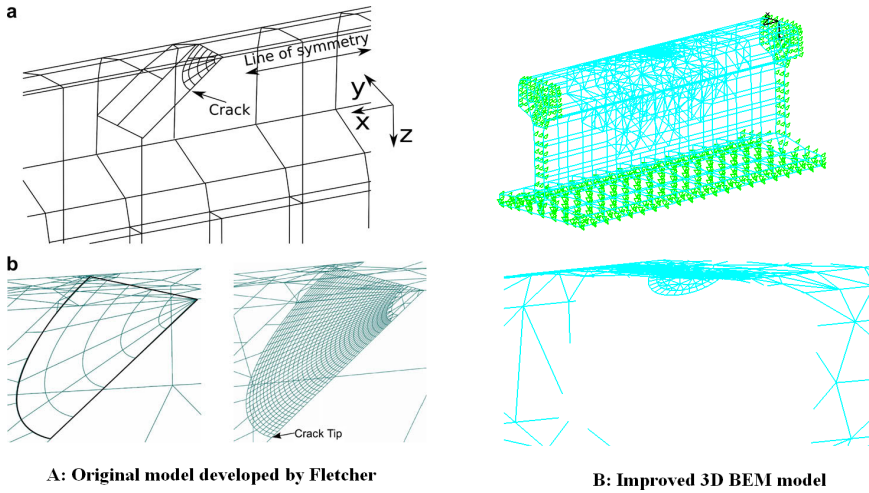 a
Line of symmetry
Crack
y
x
z
b
Crack Tip
A: Original model developed by Fletcher
B: Improved 3D BEM model